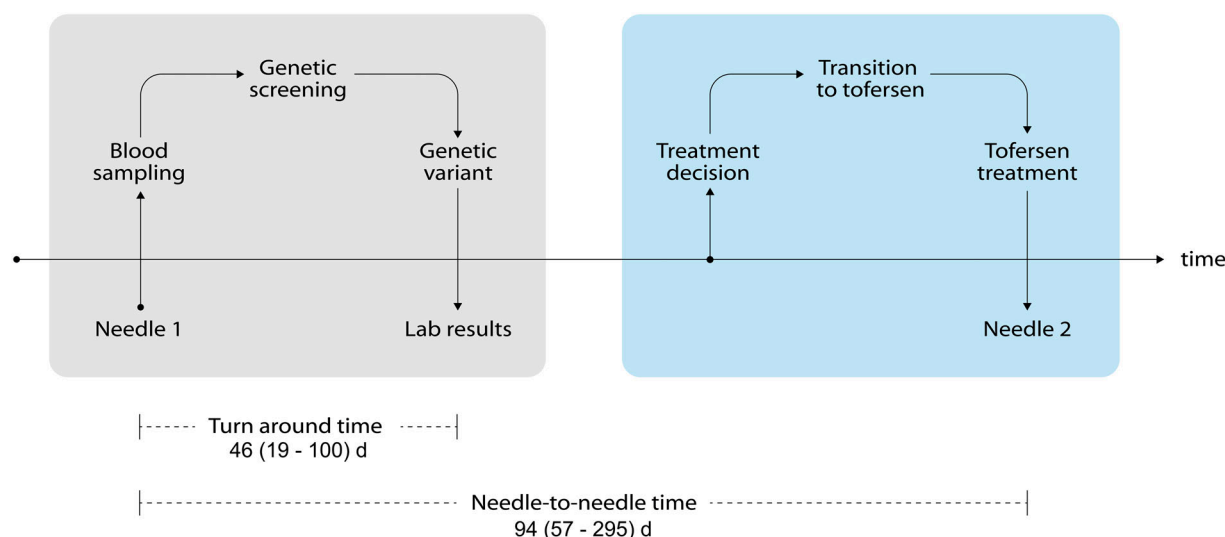 Genetic
screening
Transition
to tofersen
Blood
sampling
Genetic
variant
Treatment
decision
Tofersen
treatment
time
Needle 1
Lab results
Needle 2
Turn around time
46 (19 - 100) d
Needle-to-needle time
94 (57 - 295) d